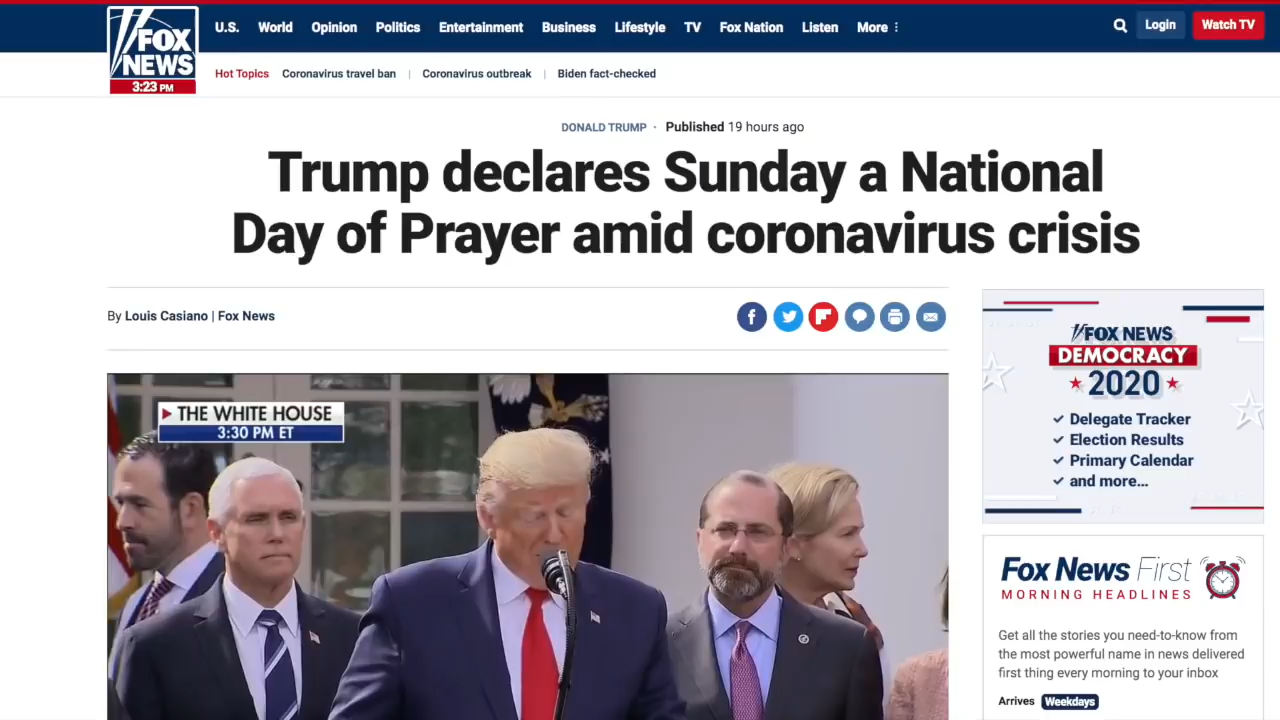 FOX
NEWS
3:23 PM
U.S. World Opinion Politics Entertainment Business Lifestyle TV Fox Nation Listen More
Login
Watch TV
Hot Topics Coronavirus travel ban | Coronavirus outbreak | Biden fact-checked
DONALD TRUMP · Published 19 hours ago
Trump declares Sunday a National
Day of Prayer amid coronavirus crisis
By Louis Casiano | Fox News
THE WHITE HOUSE
3:30 PM ET
FOX NEWS
DEMOCRACY
2020
Delegate Tracker
Election Results
Primary Calendar
and more...
Fox News First
MORNING HEADLINES
Get all the stories you need-to-know from
the most powerful name in news delivered
first thing every morning to your inbox
Arrives Weekdays